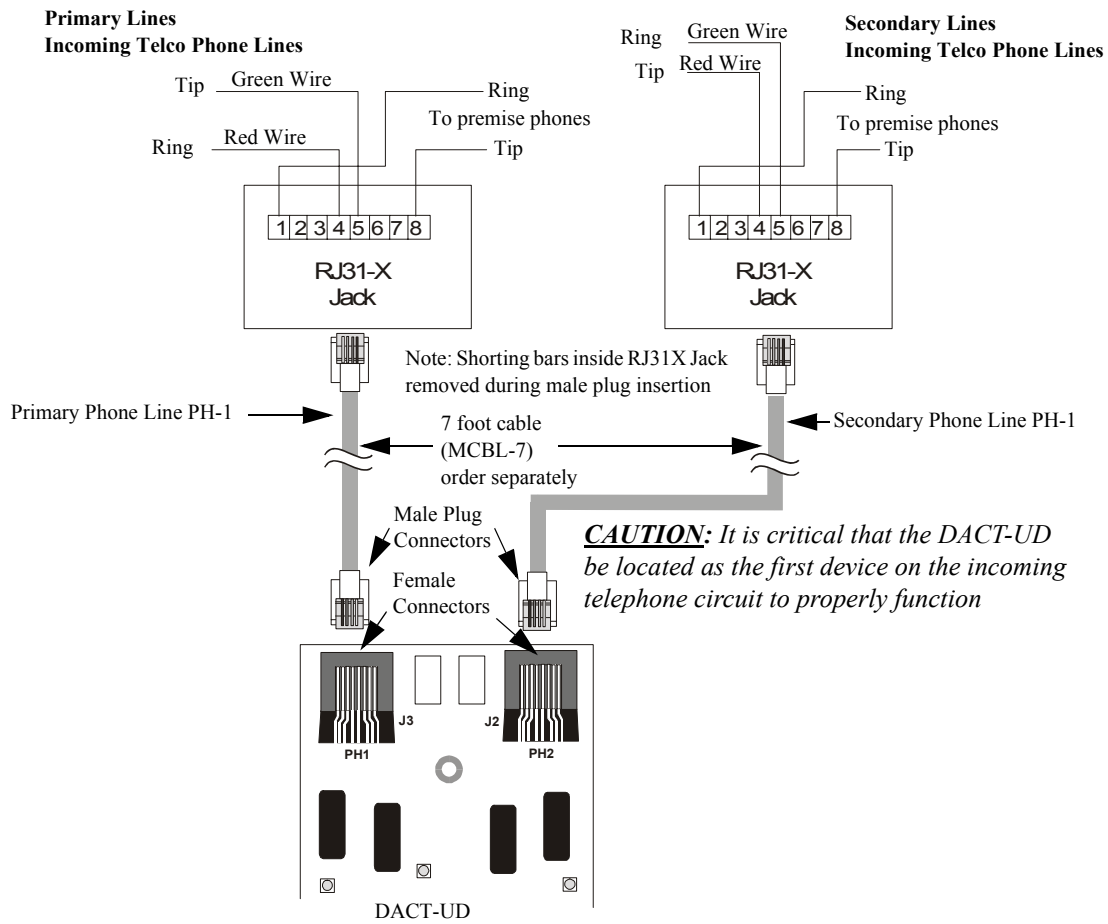 Primary Lines
Incoming Telco Phone Lines
Tip Green Wire
Ring
To premise phones
Ring Red Wire
Tip
1 2 3 4 5 6 7 8
RJ31-X
Jack
Secondary Lines
Incoming Telco Phone Lines
Ring Green Wire
Tip Red Wire
Ring
To premise phones
Tip
1 2 3 4 5 6 7 8
RJ31-X
Jack
Note: Shorting bars inside RJ31X Jack
removed during male plug insertion
Primary Phone Line PH-1
Secondary Phone Line PH-1
7 foot cable
(MCBL-7)
order separately
Male Plug
Connectors
Female
Connectors
CAUTION: It is critical that the DACT-UD
be located as the first device on the incoming
telephone circuit to properly function
J3
J2
PH1
PH2
DACT-UD